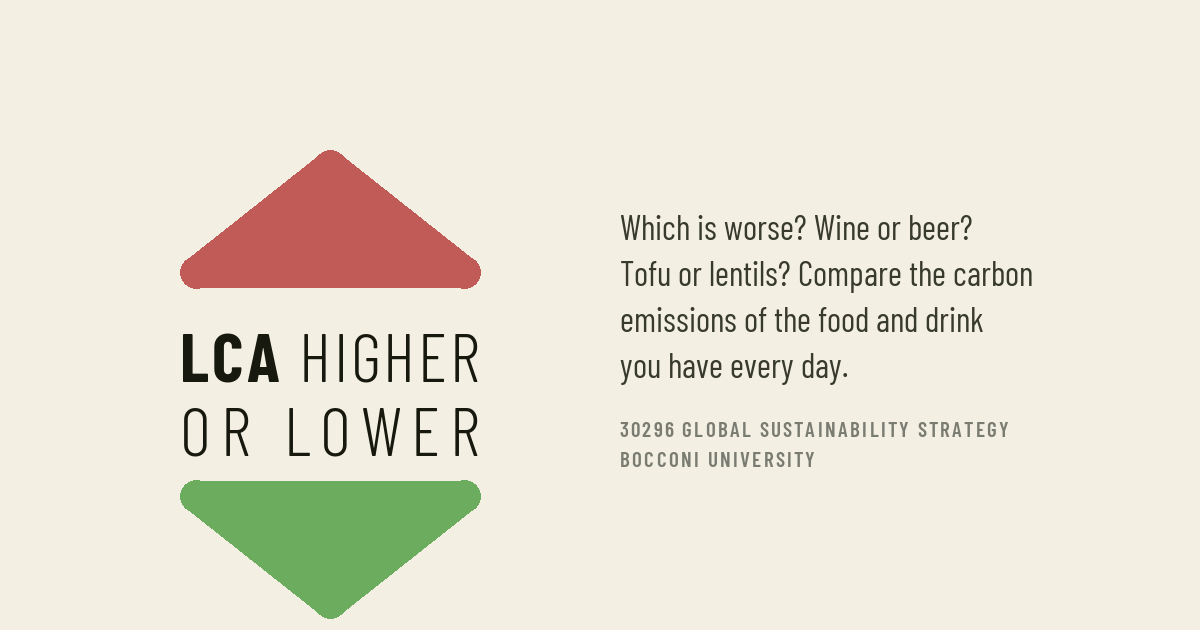 LCA HIGHER
OR LOWER
Which is worse? Wine or beer?
Tofu or lentils? Compare the carbon
emissions of the food and drink
you have every day.
30296 GLOBAL SUSTAINABILITY STRATEGY
BOCCONI UNIVERSITY